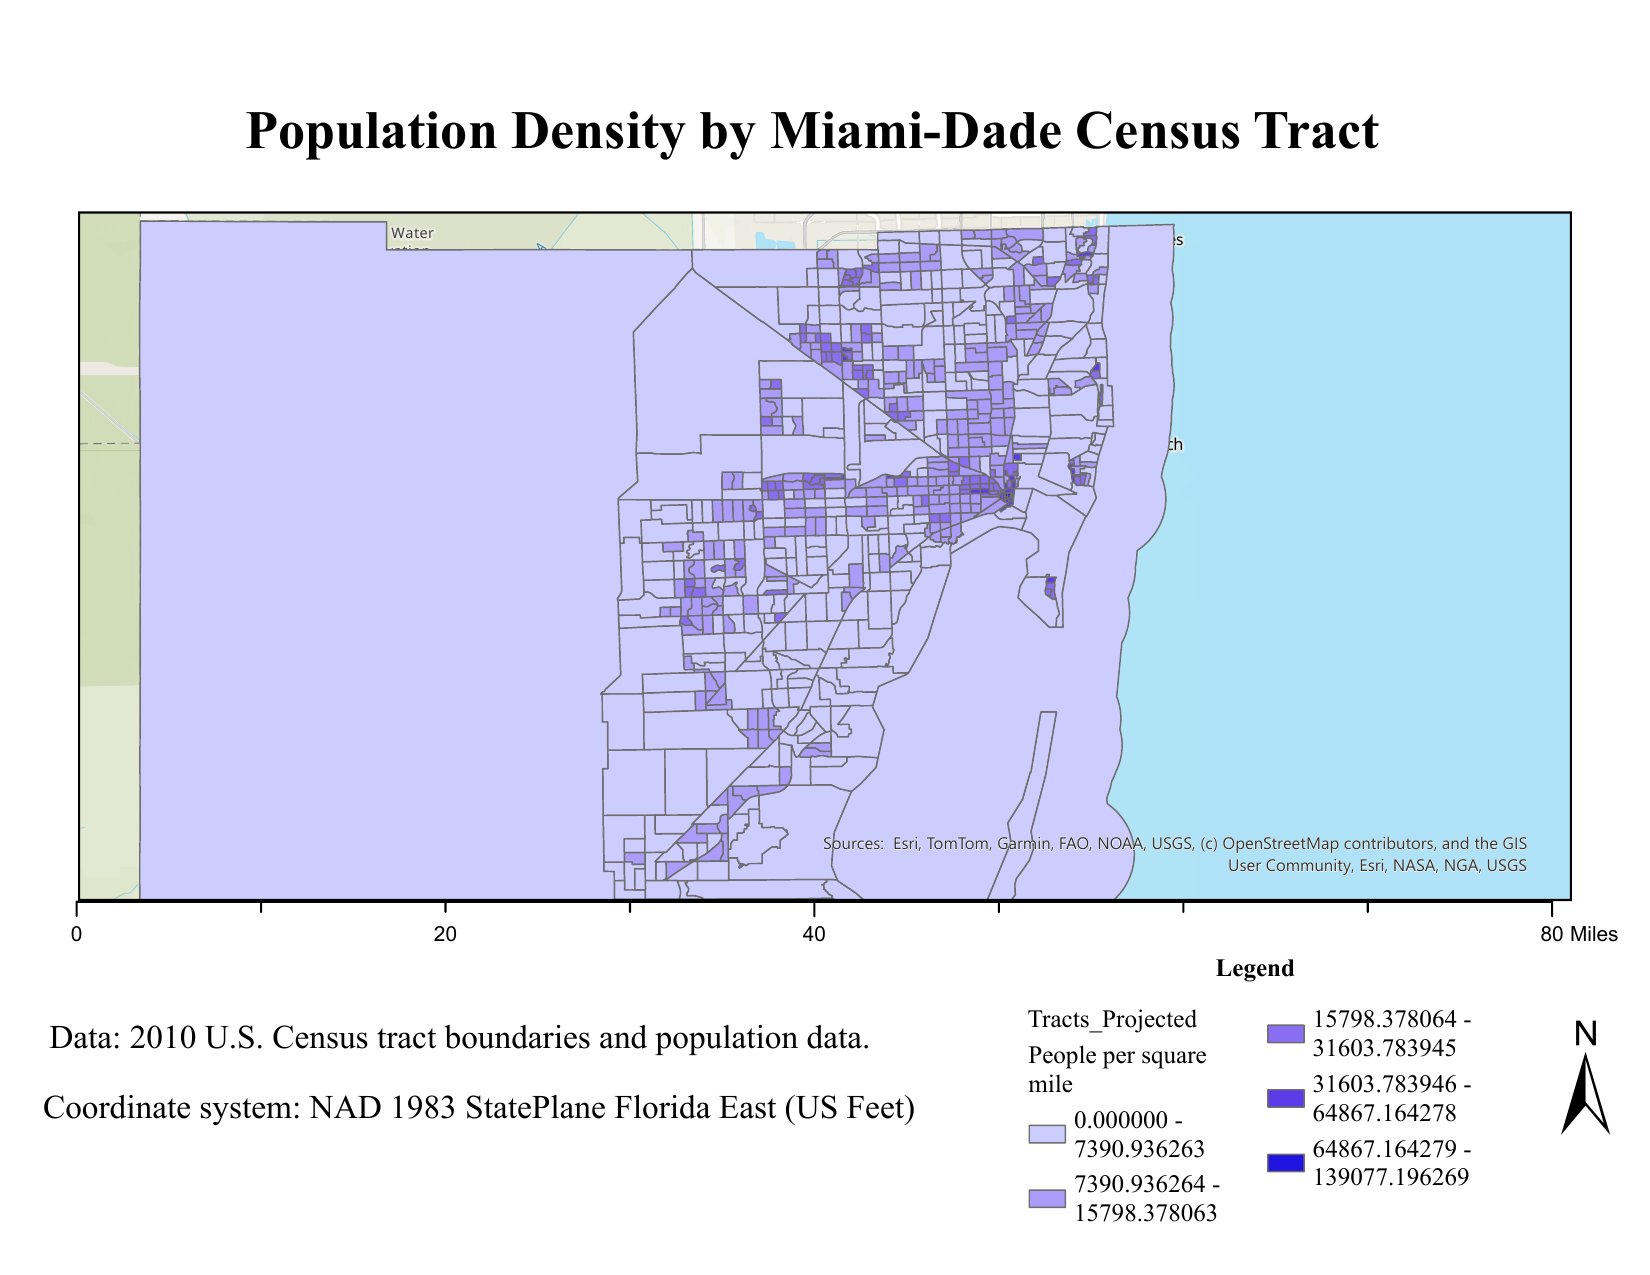 Population Density by Miami-Dade Census Tract
Water
Sources: Esri, TomTom, Garmin, FAO, NOAA, USGS, (c) OpenStreetMap contributors, and the GIS
User Community, Esri, NASA, NGA, USGS
0 20 40 80 Miles
Legend
Data: 2010 U.S. Census tract boundaries and population data.
Coordinate system: NAD 1983 StatePlane Florida East (US Feet)
Tracts_Projected
People per square
mile
0.000000 -
7390.936263
7390.936264 -
15798.378063
15798.378064 -
31603.783945
31603.783946 -
64867.164278
64867.164279 -
139077.196269
N